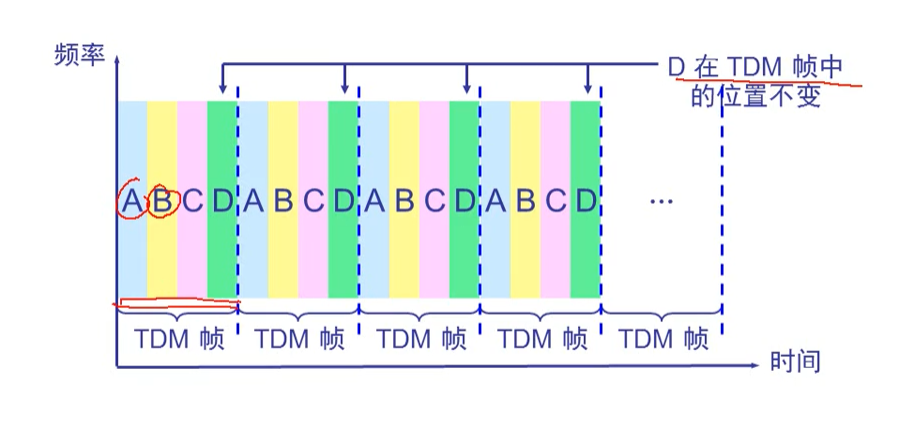 频率
D 在 TDM 帧中
的位置不变
A B C D A B C D A B C D A B C D ...
TDM 帧 TDM 帧 TDM 帧 TDM 帧 TDM 帧
时间